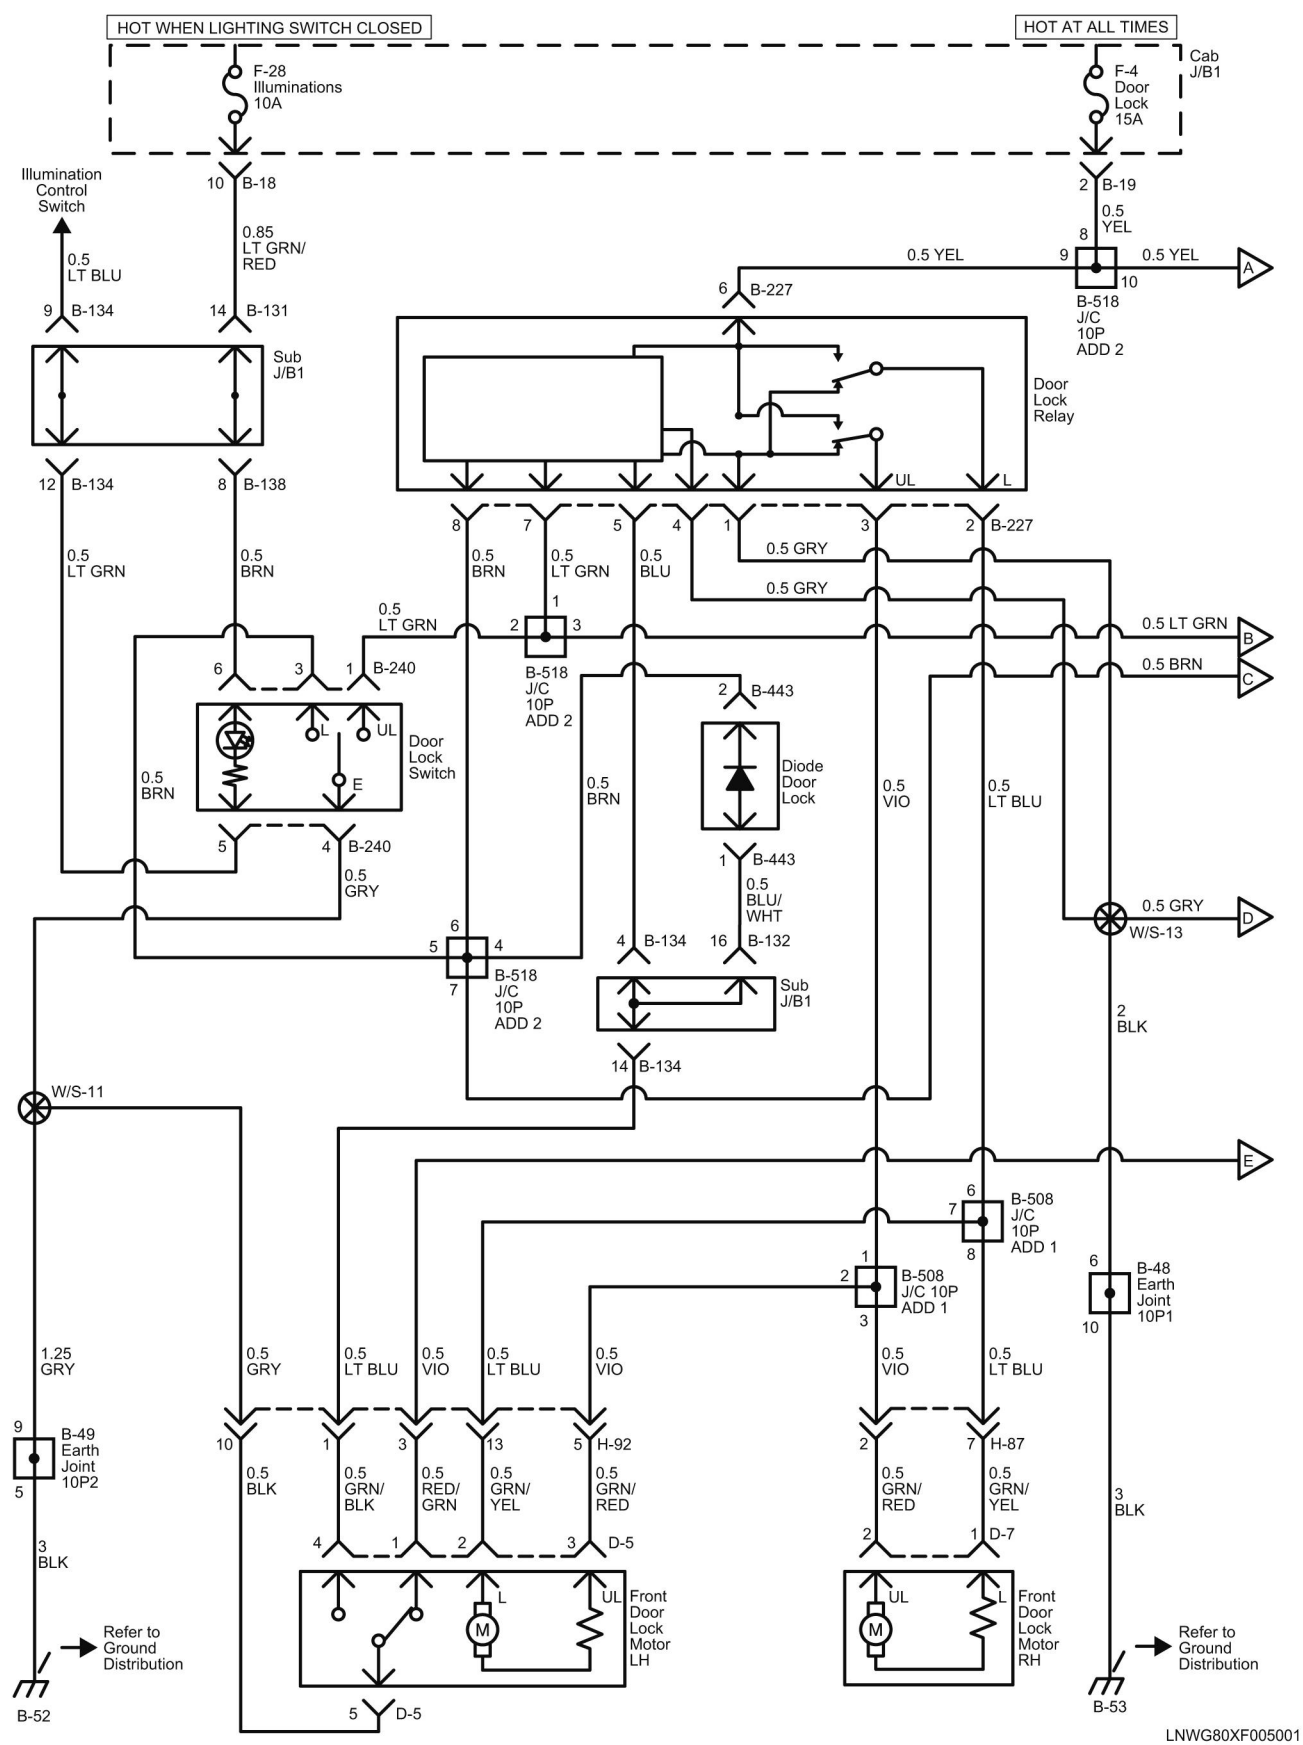 HOT WHEN LIGHTING SWITCH CLOSED
HOT AT ALL TIMES
F-28
Illuminations
10A
F-4
Door
Lock
15A
Cab
J/B1
Illumination
Control
Switch
10 B-18
2 B-19
0.85
LT GRN/
RED
0.5
YEL
0.5
LT BLU
8
9
10
0.5 YEL
0.5 YEL
A
B-518
J/C
10P
ADD 2
6 B-227
9 B-134
14 B-131
Sub
J/B1
Door
Lock
Relay
UL
L
12 B-134
8 B-138
8
7
5
4
1
3
2 B-227
0.5
LT GRN
0.5
BRN
0.5
BRN
0.5
LT GRN
0.5
BLU
0.5 GRY
0.5 GRY
0.5
LT GRN
1
2
3
0.5 LT GRN
B
0.5 BRN
C
6
3
1 B-240
B-518
J/C
10P
ADD 2
2 B-443
L
UL
E
Door
Lock
Switch
Diode
Door
Lock
0.5
BRN
0.5
BRN
0.5
VIO
0.5
LT BLU
5
4 B-240
1 B-443
0.5
GRY
0.5
BLU/
WHT
0.5 GRY
D
W/S-13
6
5
4
7
B-518
J/C
10P
ADD 2
4 B-134
16 B-132
Sub
J/B1
2
BLK
14 B-134
W/S-11
E
6
7
8
B-508
J/C
10P
ADD 1
1
2
3
B-508
J/C 10P
ADD 1
6
10
B-48
Earth
Joint
10P1
1.25
GRY
0.5
GRY
0.5
LT BLU
0.5
VIO
0.5
LT BLU
0.5
VIO
0.5
VIO
0.5
LT BLU
9
5
B-49
Earth
Joint
10P2
10
1
3
13
5 H-92
2
7 H-87
0.5
BLK
0.5
GRN/
BLK
0.5
RED/
GRN
0.5
GRN/
YEL
0.5
GRN/
RED
0.5
GRN/
RED
0.5
GRN/
YEL
3
BLK
3
BLK
4
1
2
3 D-5
2
1 D-7
L
UL
M
Front
Door
Lock
Motor
LH
UL
L
M
Front
Door
Lock
Motor
RH
Refer to
Ground
Distribution
Refer to
Ground
Distribution
B-52
5 D-5
B-53
LNWG80XF005001